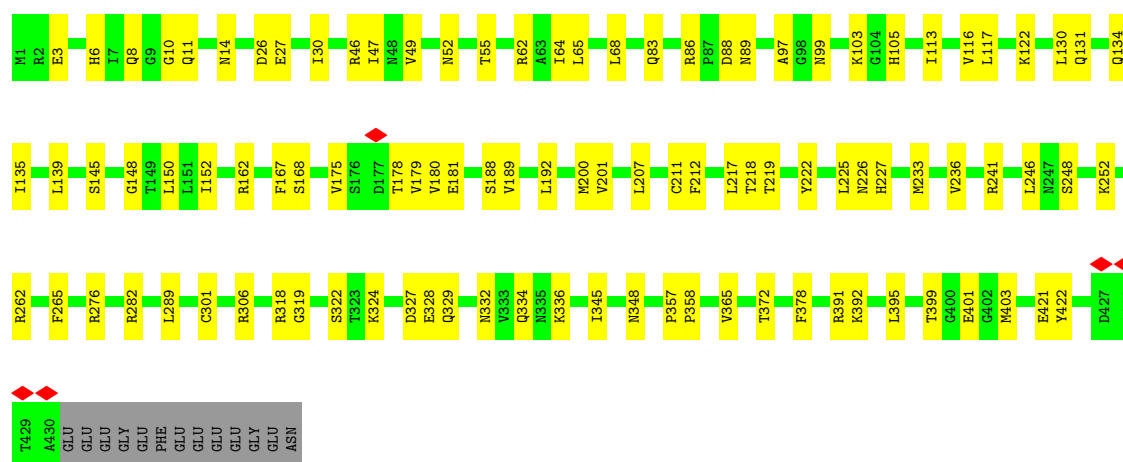 M1 R2 E3 H6 I7 Q8 G9 G10 Q11 N14 D26 E27 I30 R46 I47 N48 V49 N52 T55 R62 A63 I64 L65 L68 Q83 R86 P87 D88 N89 A97 G98 N99 K103 G104 H105 I113 V116 L117 K122 L130 Q131 Q134
I135 L139 S145 G148 T149 L150 L151 I152 R162 F167 S168 V175 S176 D177 T178 V179 V180 E181 S188 V189 L192 M200 V201 L207 C211 F212 L217 T218 T219 Y222 L225 N226 H227 M233 V236 R241 L246 N247 S248 K252
R262 F265 R276 R282 L289 C301 R306 R318 G319 S322 T323 K324 D327 E328 Q329 N332 V333 Q334 N335 K336 I345 N348 P357 P358 V365 T372 F378 R391 K392 L395 T399 G400 E401 G402 M403 E421 Y422 D427
T429 A430 GLU GLU GLU GLY GLU PHE GLU GLU GLU GLU GLY GLU ASN